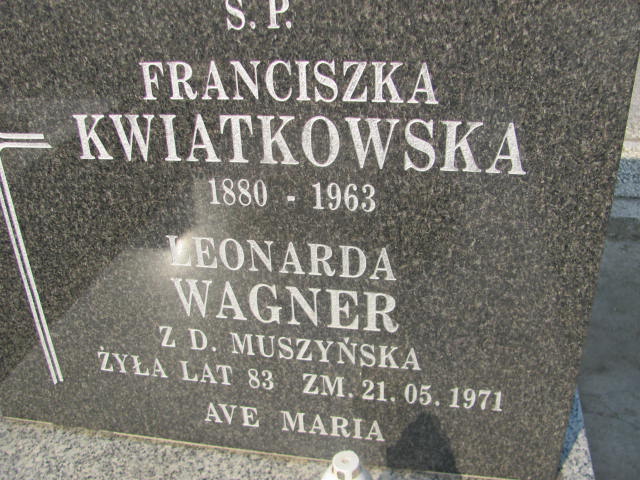 S. P.
FRANCISZKA
KWIATKOWSKA
1880 - 1963
LEONARDA
WAGNER
Z D. MUSZYŃSKA
ŻYŁA LAT 83 ZM. 21. 05. 1971
AVE MARIA